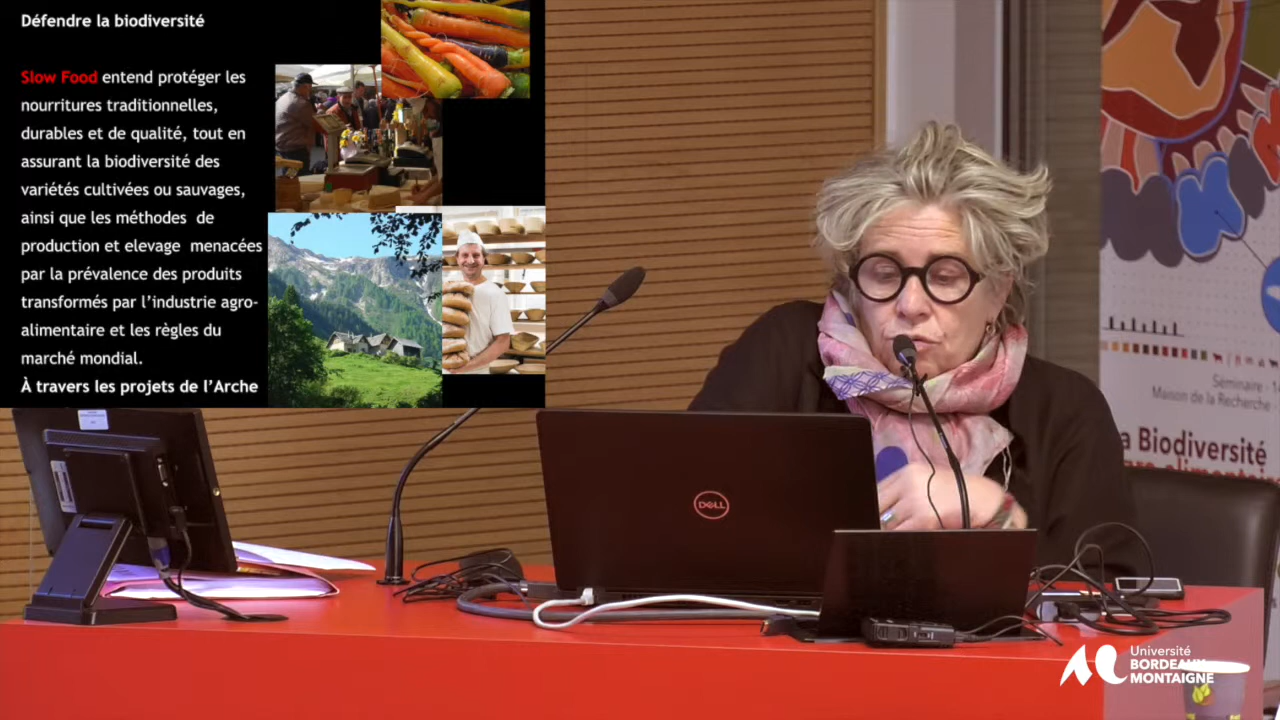 Défendre la biodiversité
Slow Food entend protéger les
nourritures traditionnelles,
durables et de qualité, tout en
assurant la biodiversité des
variétés cultivées ou sauvages,
ainsi que les méthodes de
production et elevage menacées
par la prévalence des produits
transformés par l'industrie agro-
alimentaire et les règles du
marché mondial.
À travers les projets de l'Arche
DELL
Séminaire - 1
Maison de la Recherche
a Biodiversité
Université
BORDEAUX
MONTAIGNE